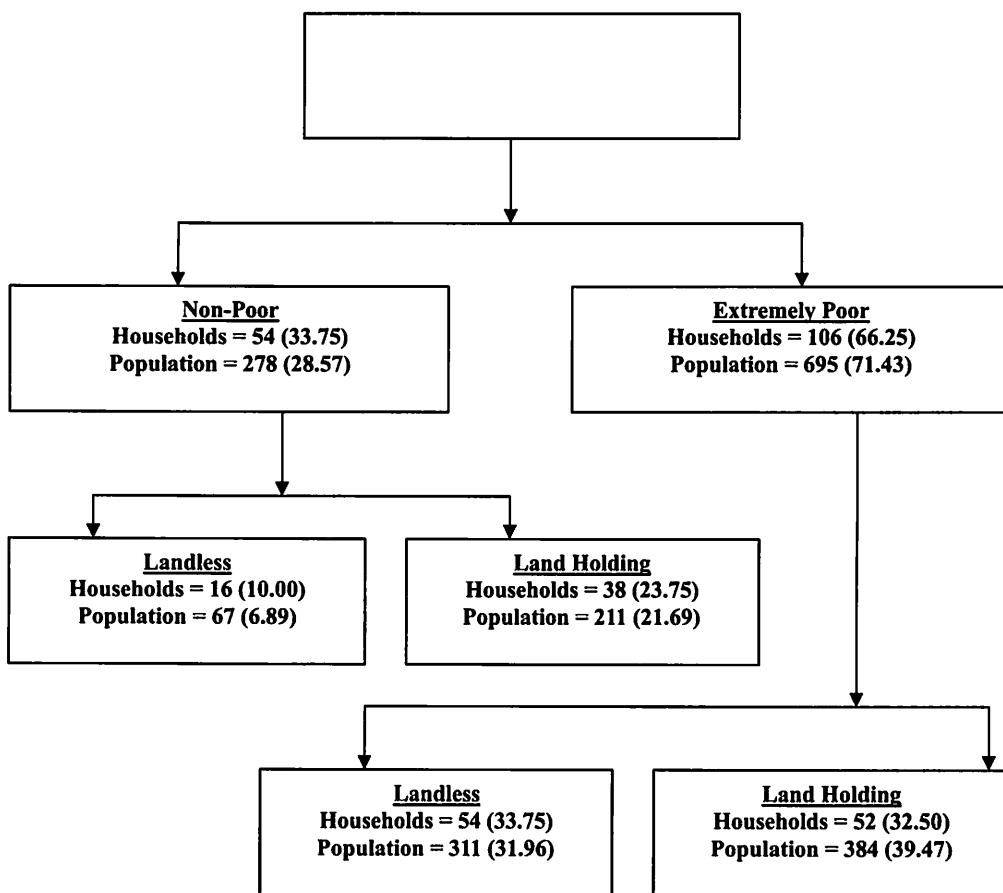 Non-Poor
Households = 54 (33.75)
Population = 278 (28.57)
Extremely Poor
Households = 106 (66.25)
Population = 695 (71.43)
Landless
Households = 16 (10.00)
Population = 67 (6.89)
Land Holding
Households = 38 (23.75)
Population = 211 (21.69)
Landless
Households = 54 (33.75)
Population = 311 (31.96)
Land Holding
Households = 52 (32.50)
Population = 384 (39.47)